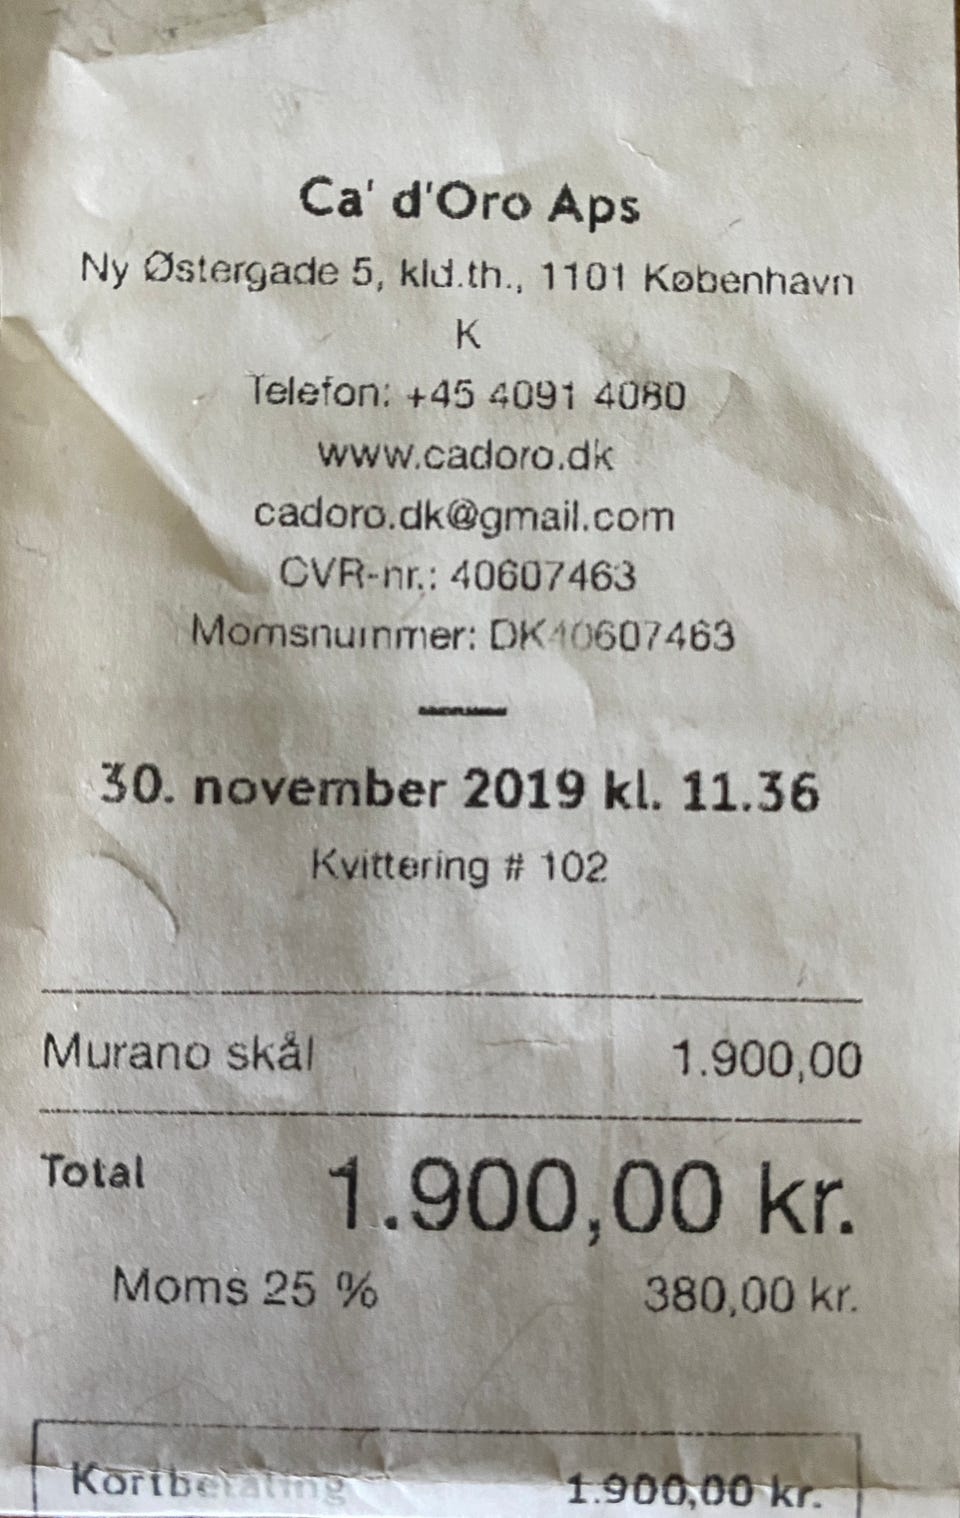 Ca' d'Oro Aps
Ny Østergade 5, kld.th., 1101 København
K
Telefon: +45 4091 4080
www.cadoro.dk
cadoro.dk@gmail.com
CVR-nr.: 40607463
Momsnummer: DK40607463
30. november 2019 kl. 11.36
Kvittering # 102
Murano skål 1.900,00
Total 1.900,00 kr.
Moms 25 % 380,00 kr.
Kortbetaling 1.900,00 kr.